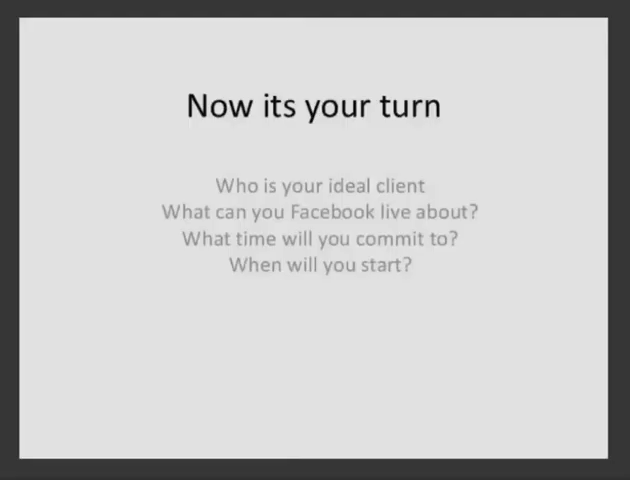 Now its your turn
Who is your ideal client
What can you Facebook live about?
What time will you commit to?
When will you start?